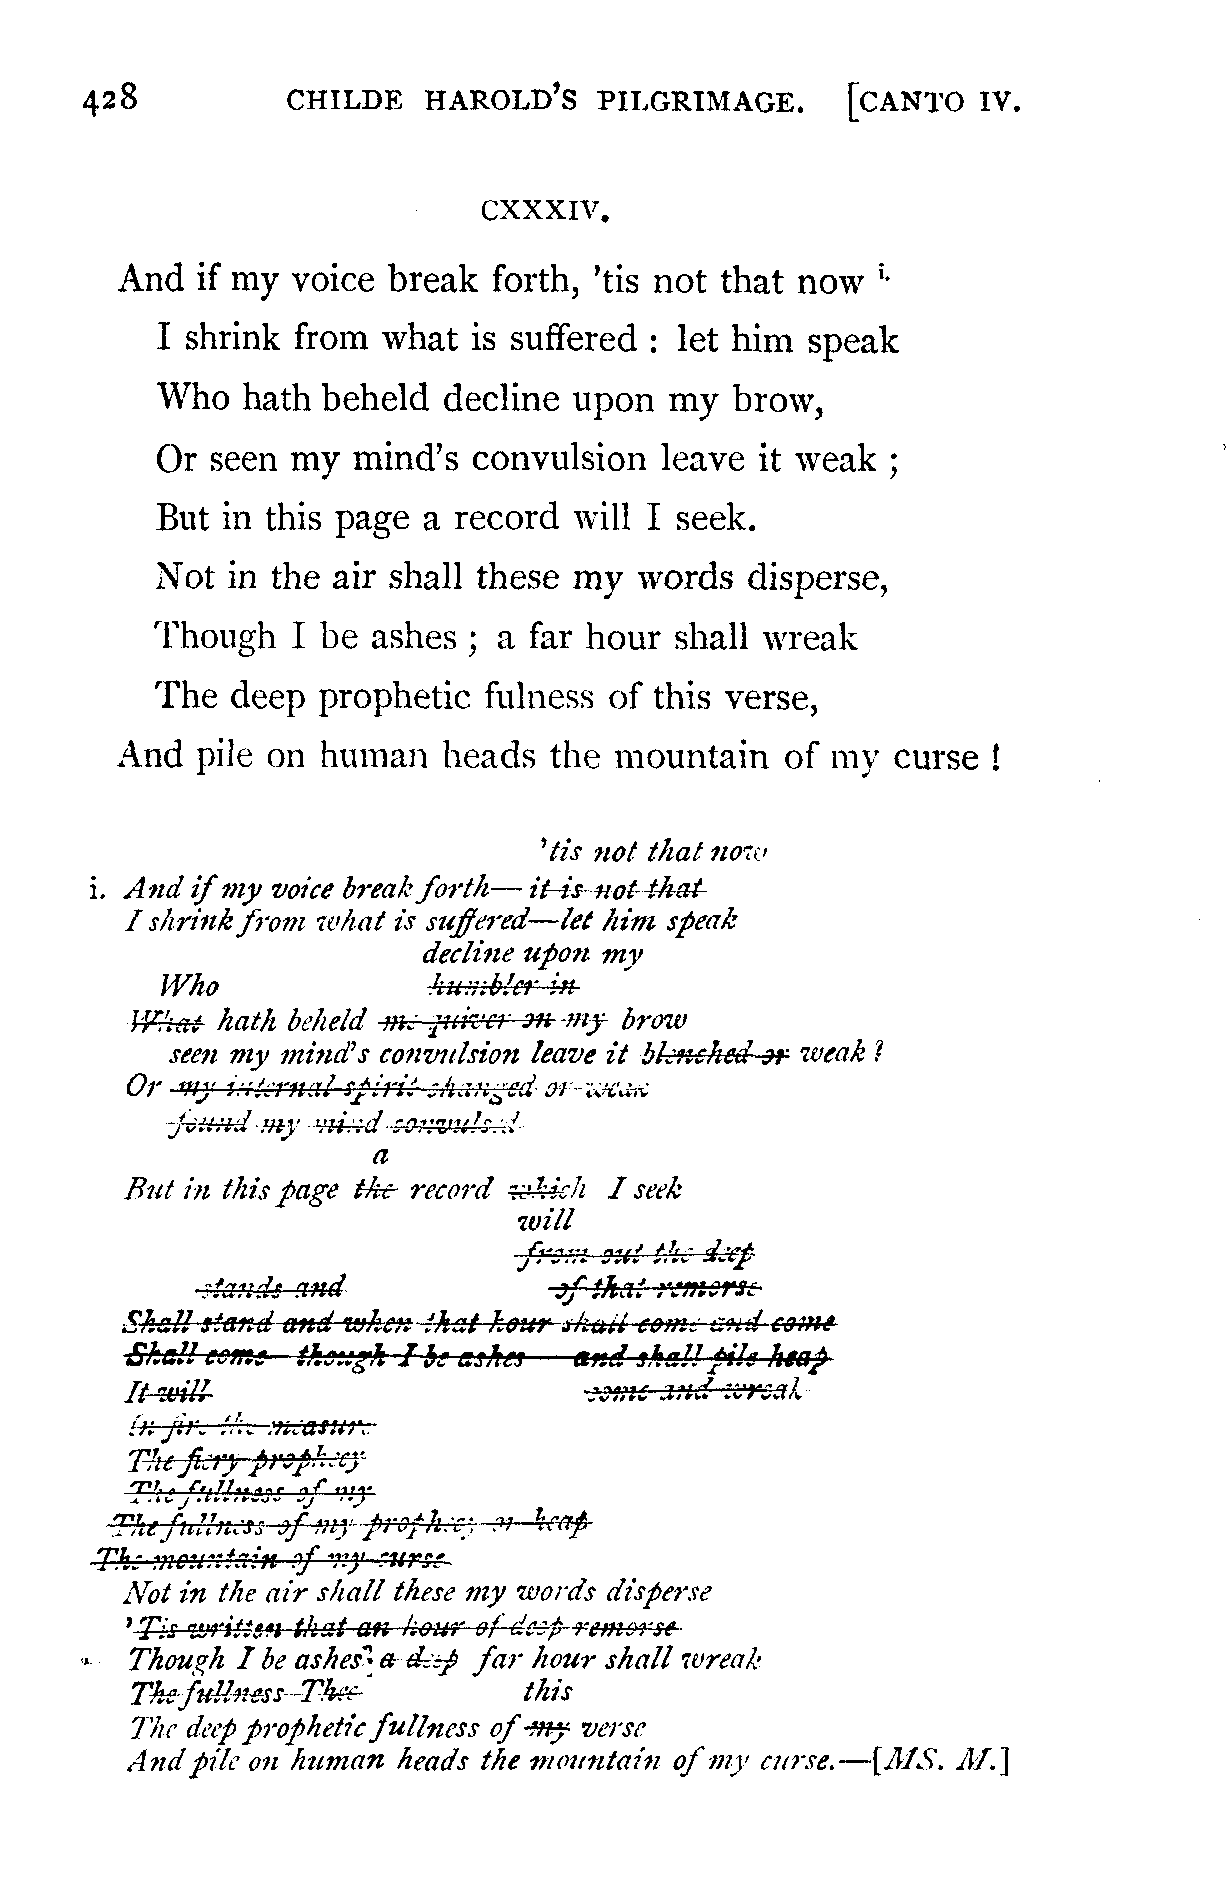 428 CHILDE HAROLD'S PILGRIMAGE. [CANTO IV.
CXXXIV.
And if my voice break forth, 'tis not that now i.
I shrink from what is suffered : let him speak
Who hath beheld decline upon my brow,
Or seen my mind's convulsion leave it weak ;
But in this page a record will I seek.
Not in the air shall these my words disperse,
Though I be ashes ; a far hour shall wreak
The deep prophetic fulness of this verse,
And pile on human heads the mountain of my curse !
'tis not that now
i. And if my voice break forth— it is not that
I shrink from what is suffered—let him speak
decline upon my
Who humbler in
What hath beheld me quiver on my brow
seen my mind's convulsion leave it blenched or weak ?
Or my internal spirit changed or weak
found my mind convulsed
a
But in this page the record which I seek
will
from out the deep
stands and of that remorse
Shall stand and when that hour shall come and come
Shall come— though I be ashes—and shall pile heap
It will come and wreak
In fire the measure
The fiery prophecy
The fullness of my
The fullness of my prophecy or heap
The mountain of my curse
Not in the air shall these my words disperse
'Tis written that an hour of deep remorse
Though I be ashes a deep far hour shall wreak
The fullness this
The deep prophetic fullness of my verse
And pile on human heads the mountain of my curse.—[MS. M.]